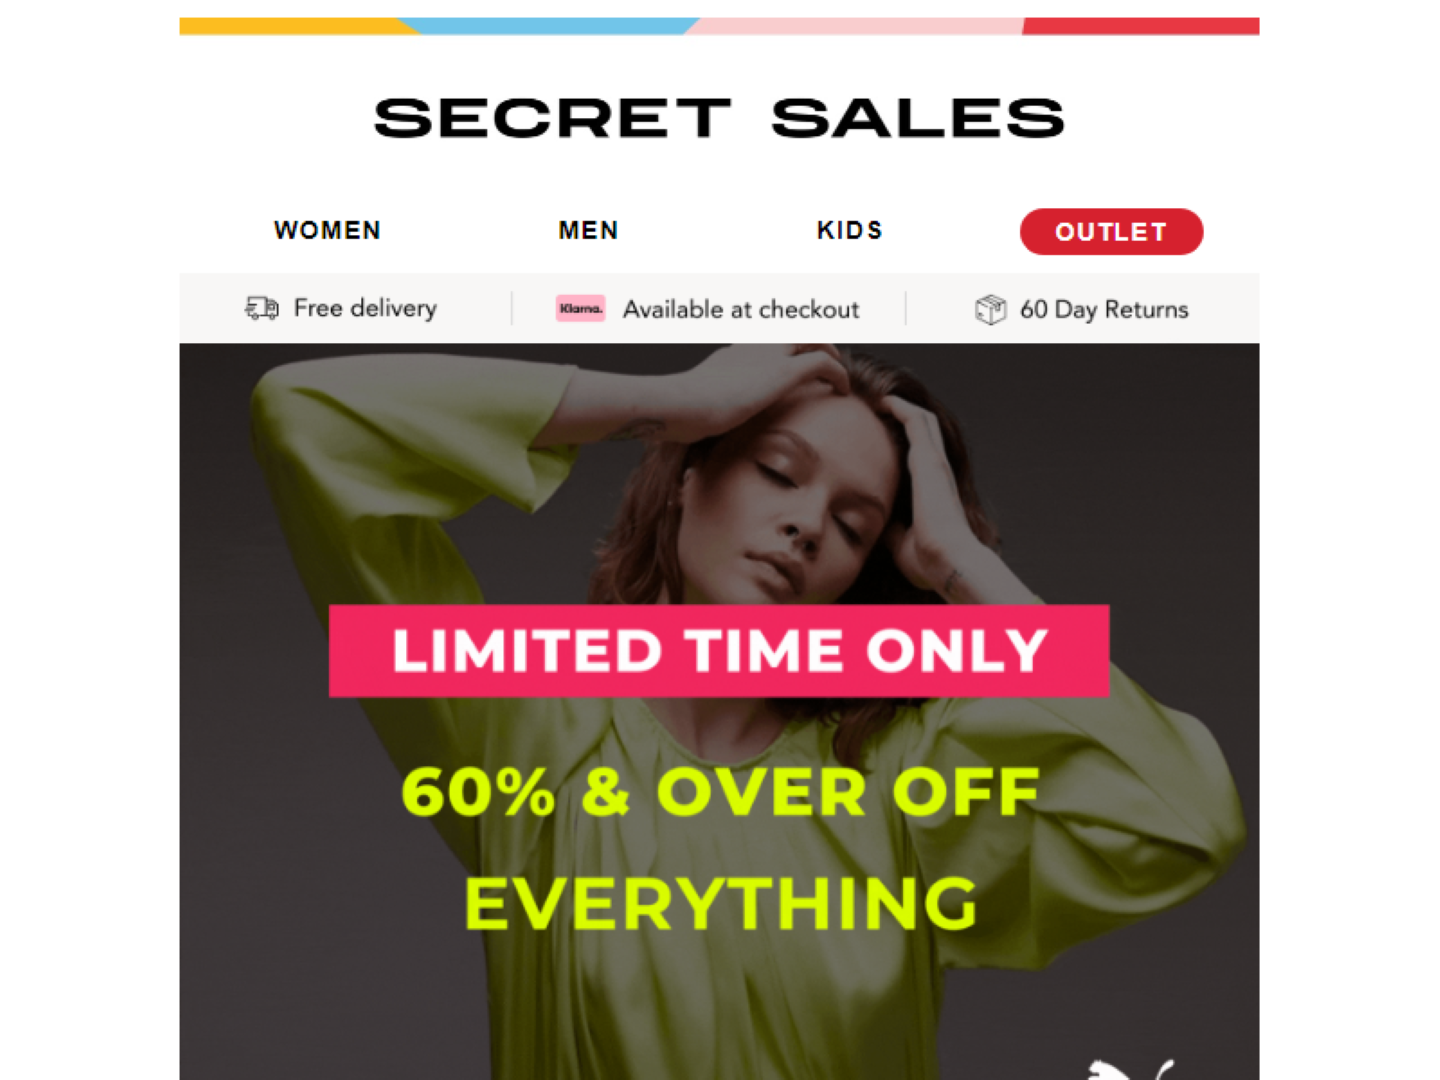 SECRET SALES
WOMEN MEN KIDS OUTLET
Free delivery Klarna. Available at checkout 60 Day Returns
LIMITED TIME ONLY
60% & OVER OFF
EVERYTHING